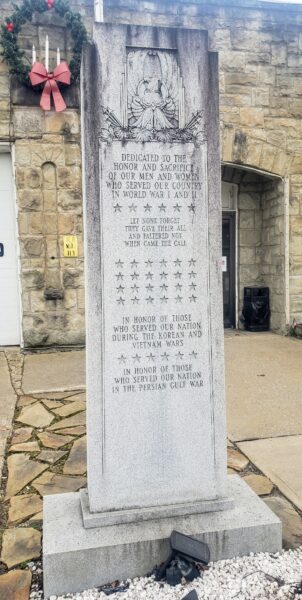 DEDICATED TO THE
HONOR AND SACRIFICE
OF OUR MEN AND WOMEN
WHO SERVED OUR COUNTRY
IN WORLD WAR I AND II
LET NONE FORGET
THEY GAVE THEIR ALL
AND FALTERED NOT
WHEN CAME THE CALL
IN HONOR OF THOSE
WHO SERVED OUR NATION
DURING THE KOREAN AND
VIETNAM WARS
IN HONOR OF THOSE
WHO SERVED OUR NATION
IN THE PERSIAN GULF WAR